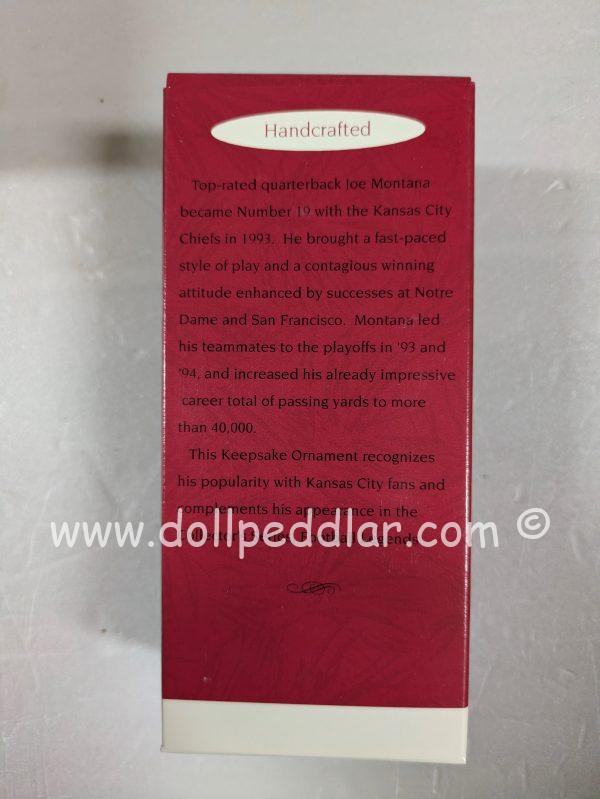 Handcrafted
Top-rated quarterback Joe Montana
became Number 19 with the Kansas City
Chiefs in 1993. He brought a fast-paced
style of play and a contagious winning
attitude enhanced by successes at Notre
Dame and San Francisco. Montana led
his teammates to the playoffs in '93 and
'94, and increased his already impressive
career total of passing yards to more
than 40,000.
This Keepsake Ornament recognizes
his popularity with Kansas City fans and
complements his appearance in the
www.dollpeddlar.com ©
Collector's Series, Football Legends.